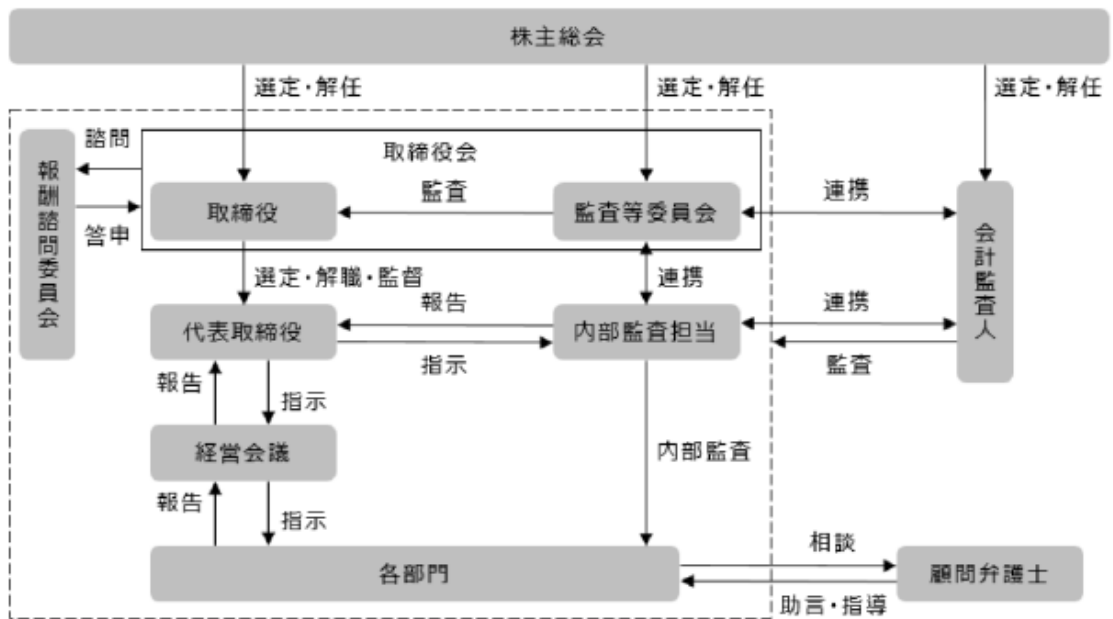 株主総会
選定・解任
選定・解任
選定・解任
諮問
取締役会
報酬諮問委員会
取締役
監査
監査等委員会
連携
答申
会計監査人
選定・解職・監督
連携
報告
連携
代表取締役
内部監査担当
指示
監査
報告
指示
経営会議
内部監査
報告
指示
相談
各部門
顧問弁護士
助言・指導